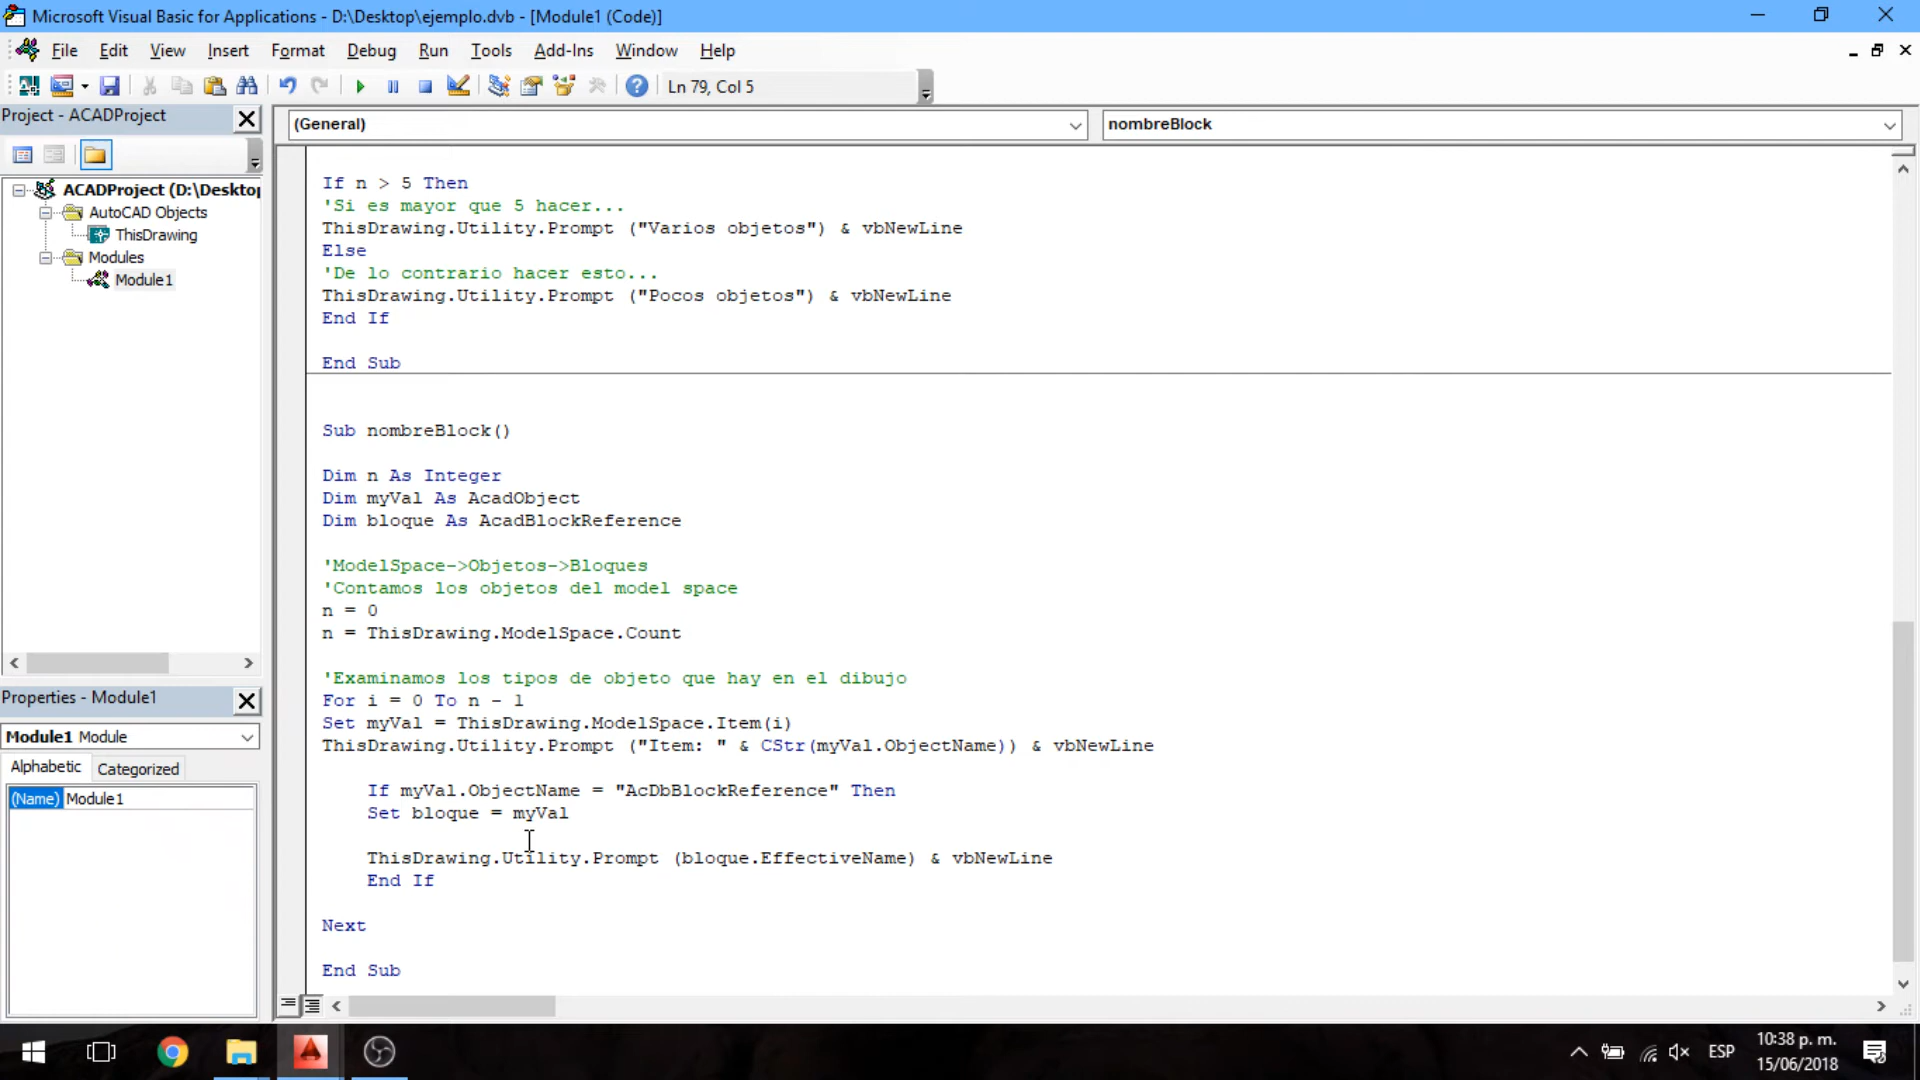 Microsoft Visual Basic for Applications - D:\Desktop\ejemplo.dvb - [Module1 (Code)]
File Edit View Insert Format Debug Run Tools Add-Ins Window Help
Ln 79, Col 5
Project - ACADProject
(General)
nombreBlock
ACADProject (D:\Desktop
AutoCAD Objects
ThisDrawing
Modules
Module1
If n > 5 Then
'Si es mayor que 5 hacer...
ThisDrawing.Utility.Prompt ("Varios objetos") & vbNewLine
Else
'De lo contrario hacer esto...
ThisDrawing.Utility.Prompt ("Pocos objetos") & vbNewLine
End If
End Sub
Sub nombreBlock()
Dim n As Integer
Dim myVal As AcadObject
Dim bloque As AcadBlockReference
'ModelSpace->Objetos->Bloques
'Contamos los objetos del model space
n = 0
n = ThisDrawing.ModelSpace.Count
'Examinamos los tipos de objeto que hay en el dibujo
For i = 0 To n - 1
Set myVal = ThisDrawing.ModelSpace.Item(i)
ThisDrawing.Utility.Prompt ("Item: " & CStr(myVal.ObjectName)) & vbNewLine
If myVal.ObjectName = "AcDbBlockReference" Then
Set bloque = myVal
ThisDrawing.Utility.Prompt (bloque.EffectiveName) & vbNewLine
End If
Next
End Sub
Properties - Module1
Module1 Module
Alphabetic Categorized
(Name) Module1
ESP
10:38 p. m.
15/06/2018